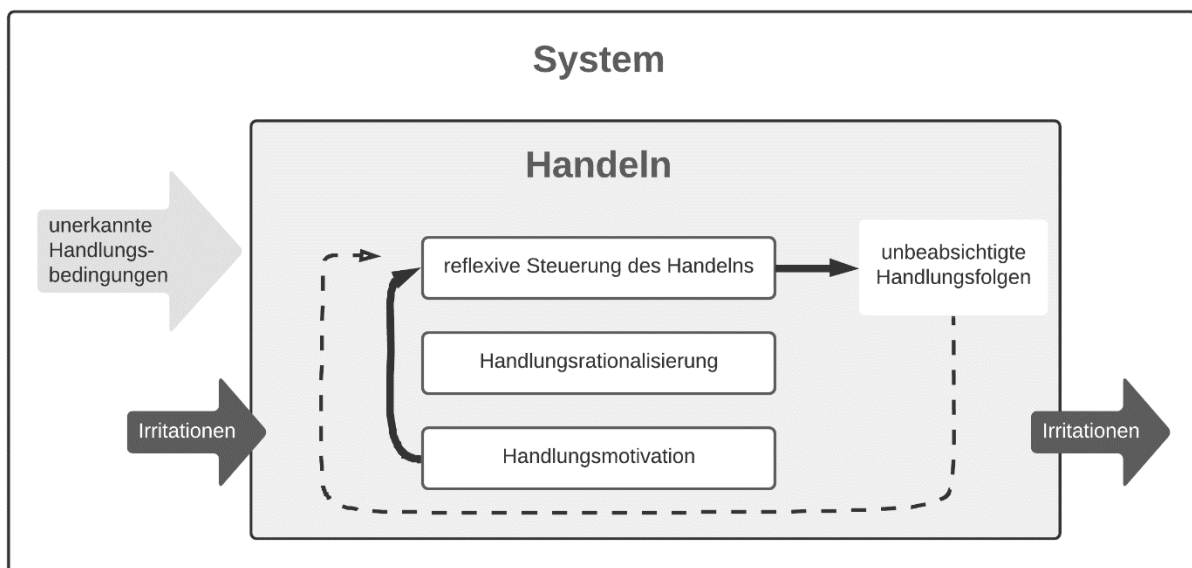 System
Handeln
unerkannte
Handlungs-
bedingungen
reflexive Steuerung des Handelns
unbeabsichtigte
Handlungsfolgen
Handlungsrationalisierung
Irritationen
Handlungsmotivation
Irritationen